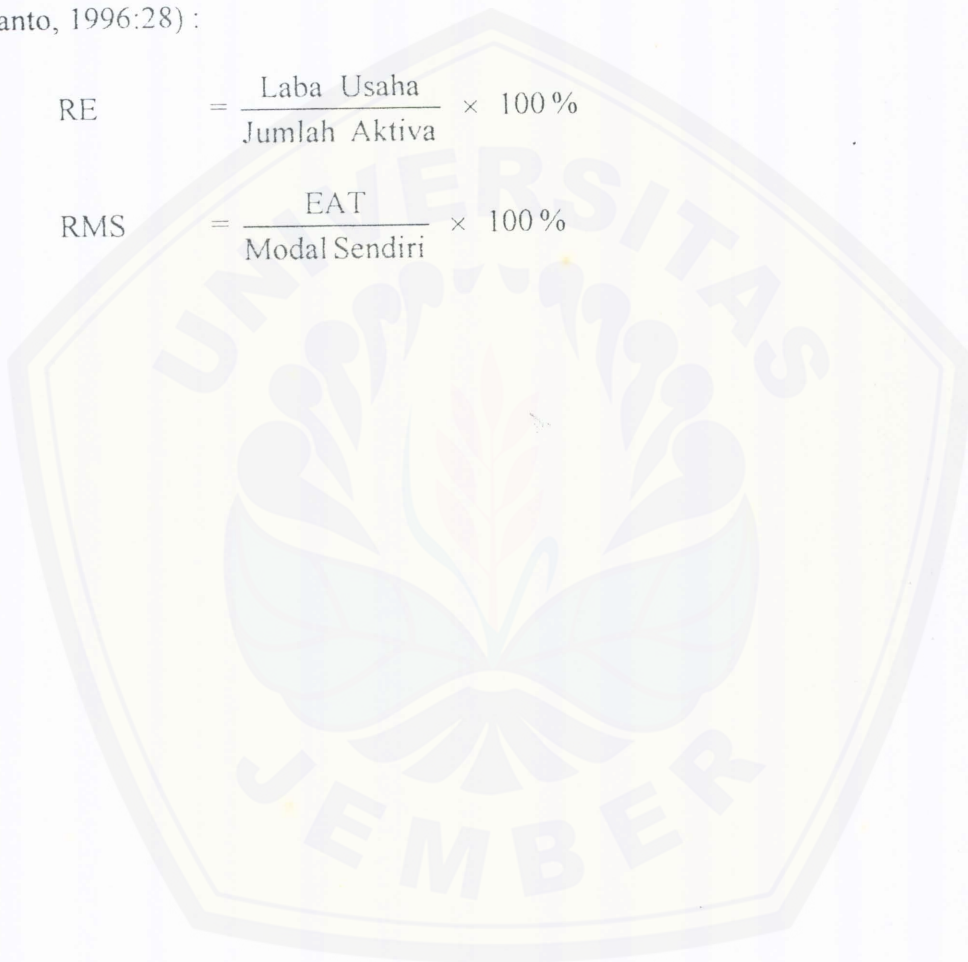 anto, 1996:28) :
RE = Laba Usaha / Jumlah Aktiva × 100%
RMS = EAT / Modal Sendiri × 100%
UNIVERSITAS
JEMBER